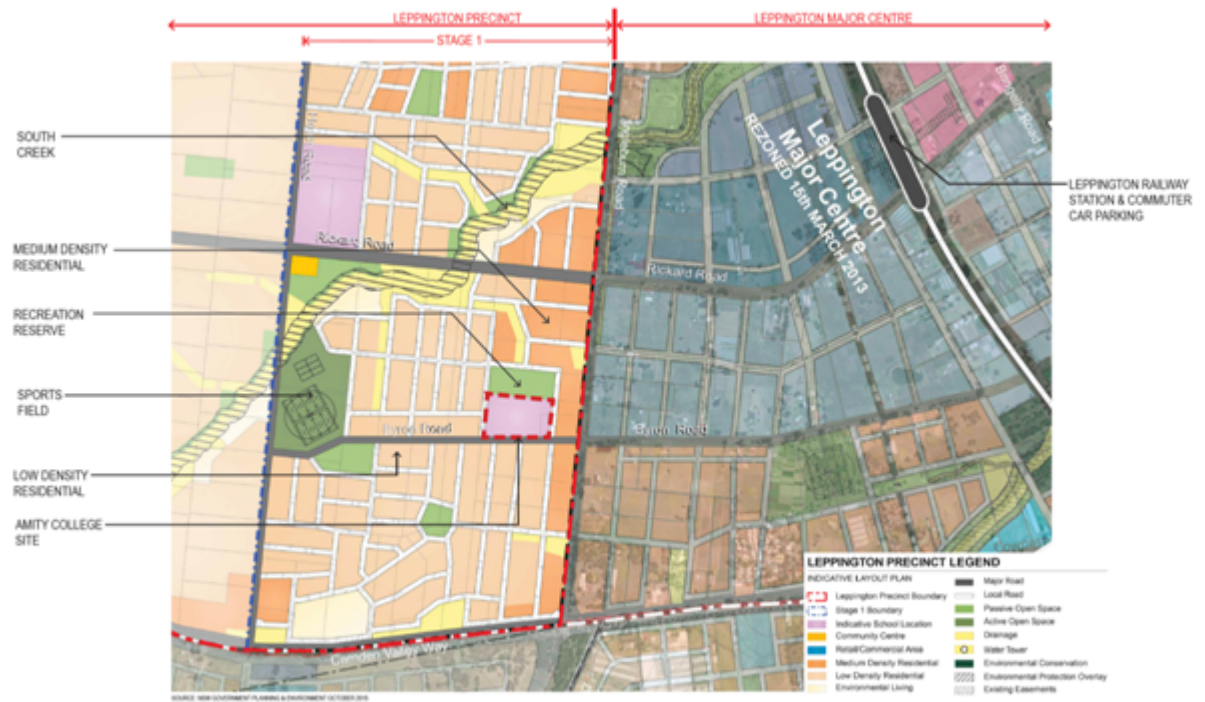 LEPPINGTON PRECINCT
LEPPINGTON MAJOR CENTRE
STAGE 1
SOUTH
CREEK
MEDIUM DENSITY
RESIDENTIAL
RECREATION
RESERVE
SPORTS
FIELD
LOW DENSITY
RESIDENTIAL
AMITY COLLEGE
SITE
LEPPINGTON RAILWAY
STATION & COMMUTER
CAR PARKING
Leppington
Major Centre
REZONED 15th MARCH 2013
Road
Rickard Road
Rickard Road
Road
Byron Road
Byron Road
Road
Camden Valley Way
LEPPINGTON PRECINCT LEGEND
INDICATIVE LAYOUT PLAN
Leppington Precinct Boundary
Stage 1 Boundary
Indicative School Location
Community Centre
Retail/Commercial Area
Medium Density Residential
Low Density Residential
Environmental Living
Major Road
Local Road
Passive Open Space
Active Open Space
Drainage
Water Tower
Environmental Conservation
Environmental Protection Overlay
Existing Easements
SOURCE: NSW GOVERNMENT PLANNING & ENVIRONMENT OCTOBER 2015